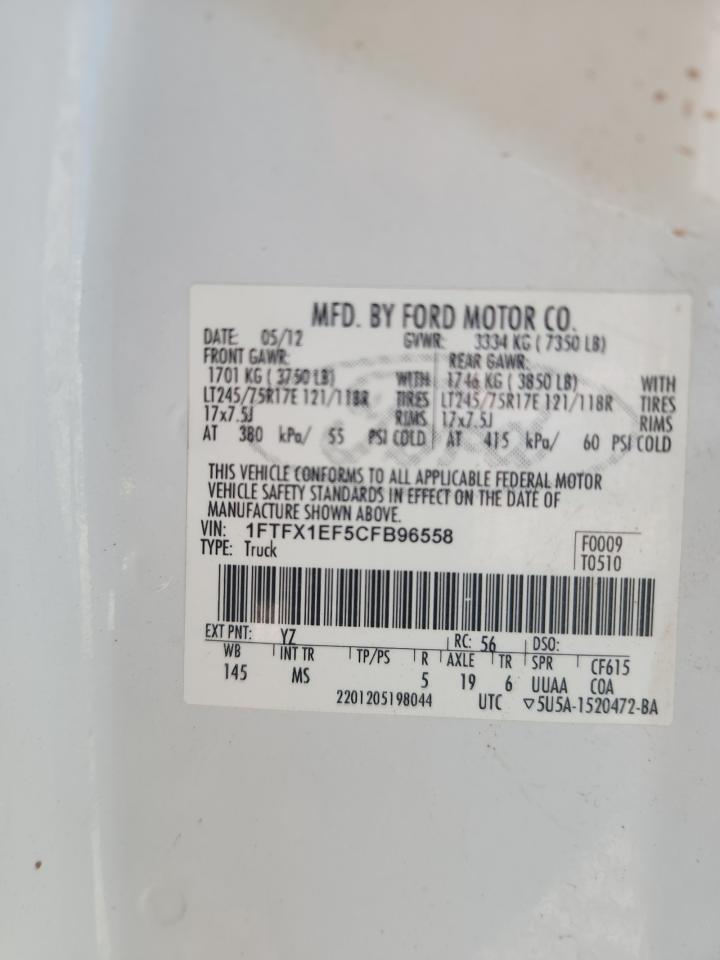 MFD. BY FORD MOTOR CO.
DATE: 05/12 GVWR: 3334 KG ( 7350 LB)
FRONT GAWR: REAR GAWR:
1701 KG ( 3750 LB) WITH 1746 KG ( 3850 LB) WITH
LT245/75R17E 121/118R TIRES LT245/75R17E 121/118R TIRES
17x7.5J RIMS 17x7.5J RIMS
AT 380 kPa/ 55 PSI COLD AT 415 kPa/ 60 PSI COLD
THIS VEHICLE CONFORMS TO ALL APPLICABLE FEDERAL MOTOR
VEHICLE SAFETY STANDARDS IN EFFECT ON THE DATE OF
MANUFACTURE SHOWN ABOVE.
VIN: 1FTFX1EF5CFB96558 F0009
TYPE: Truck T0510
EXT PNT: YZ RC: 56 DSO:
WB INT TR TP/PS R AXLE TR SPR CF615
145 MS 5 19 6 UUAA COA
2201205198044 UTC ▽5U5A-1520472-BA